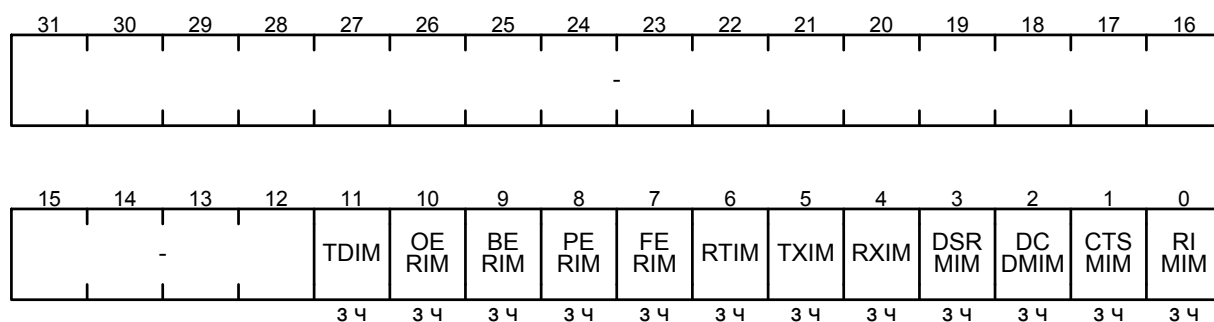 31 30 29 28 27 26 25 24 23 22 21 20 19 18 17 16
-
15 14 13 12 11 10 9 8 7 6 5 4 3 2 1 0
- TDIM OE RIM BE RIM PE RIM FE RIM RTIM TXIM RXIM DSR MIM DC DMIM CTS MIM RI MIM
з ч з ч з ч з ч з ч з ч з ч з ч з ч з ч з ч з ч